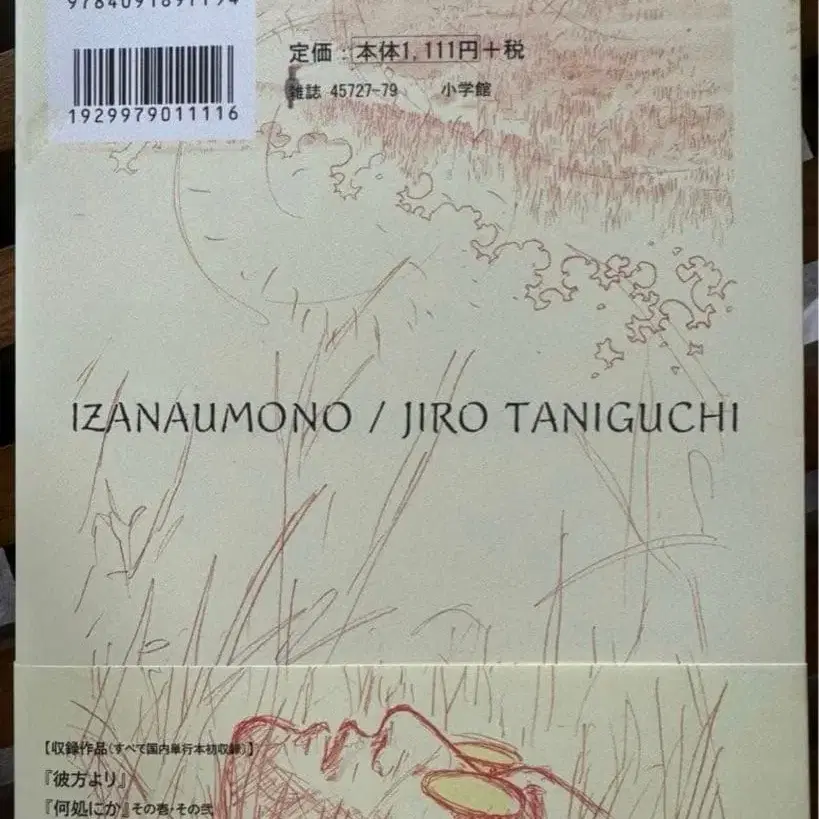 9784091897794
定価：本体1,111円＋税
雑誌 45727-79 小学館
1929979011116
IZANAUMONO / JIRO TANIGUCHI
【収録作品（すべて国内単行本初収録）】
『彼方より』
『何処にか』その壱・その弐